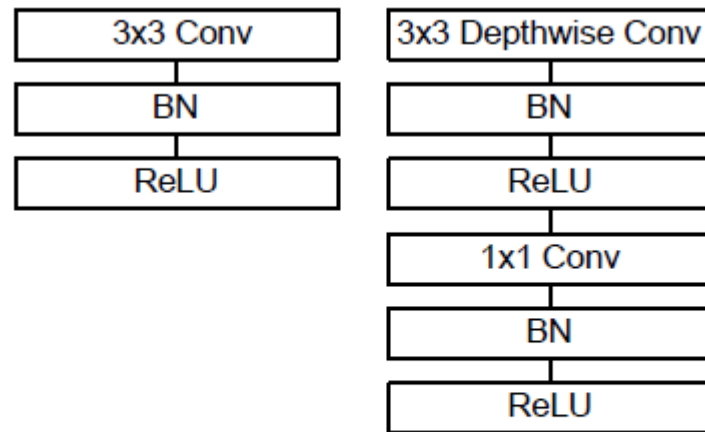 3x3 Conv
BN
ReLU
3x3 Depthwise Conv
BN
ReLU
1x1 Conv
BN
ReLU